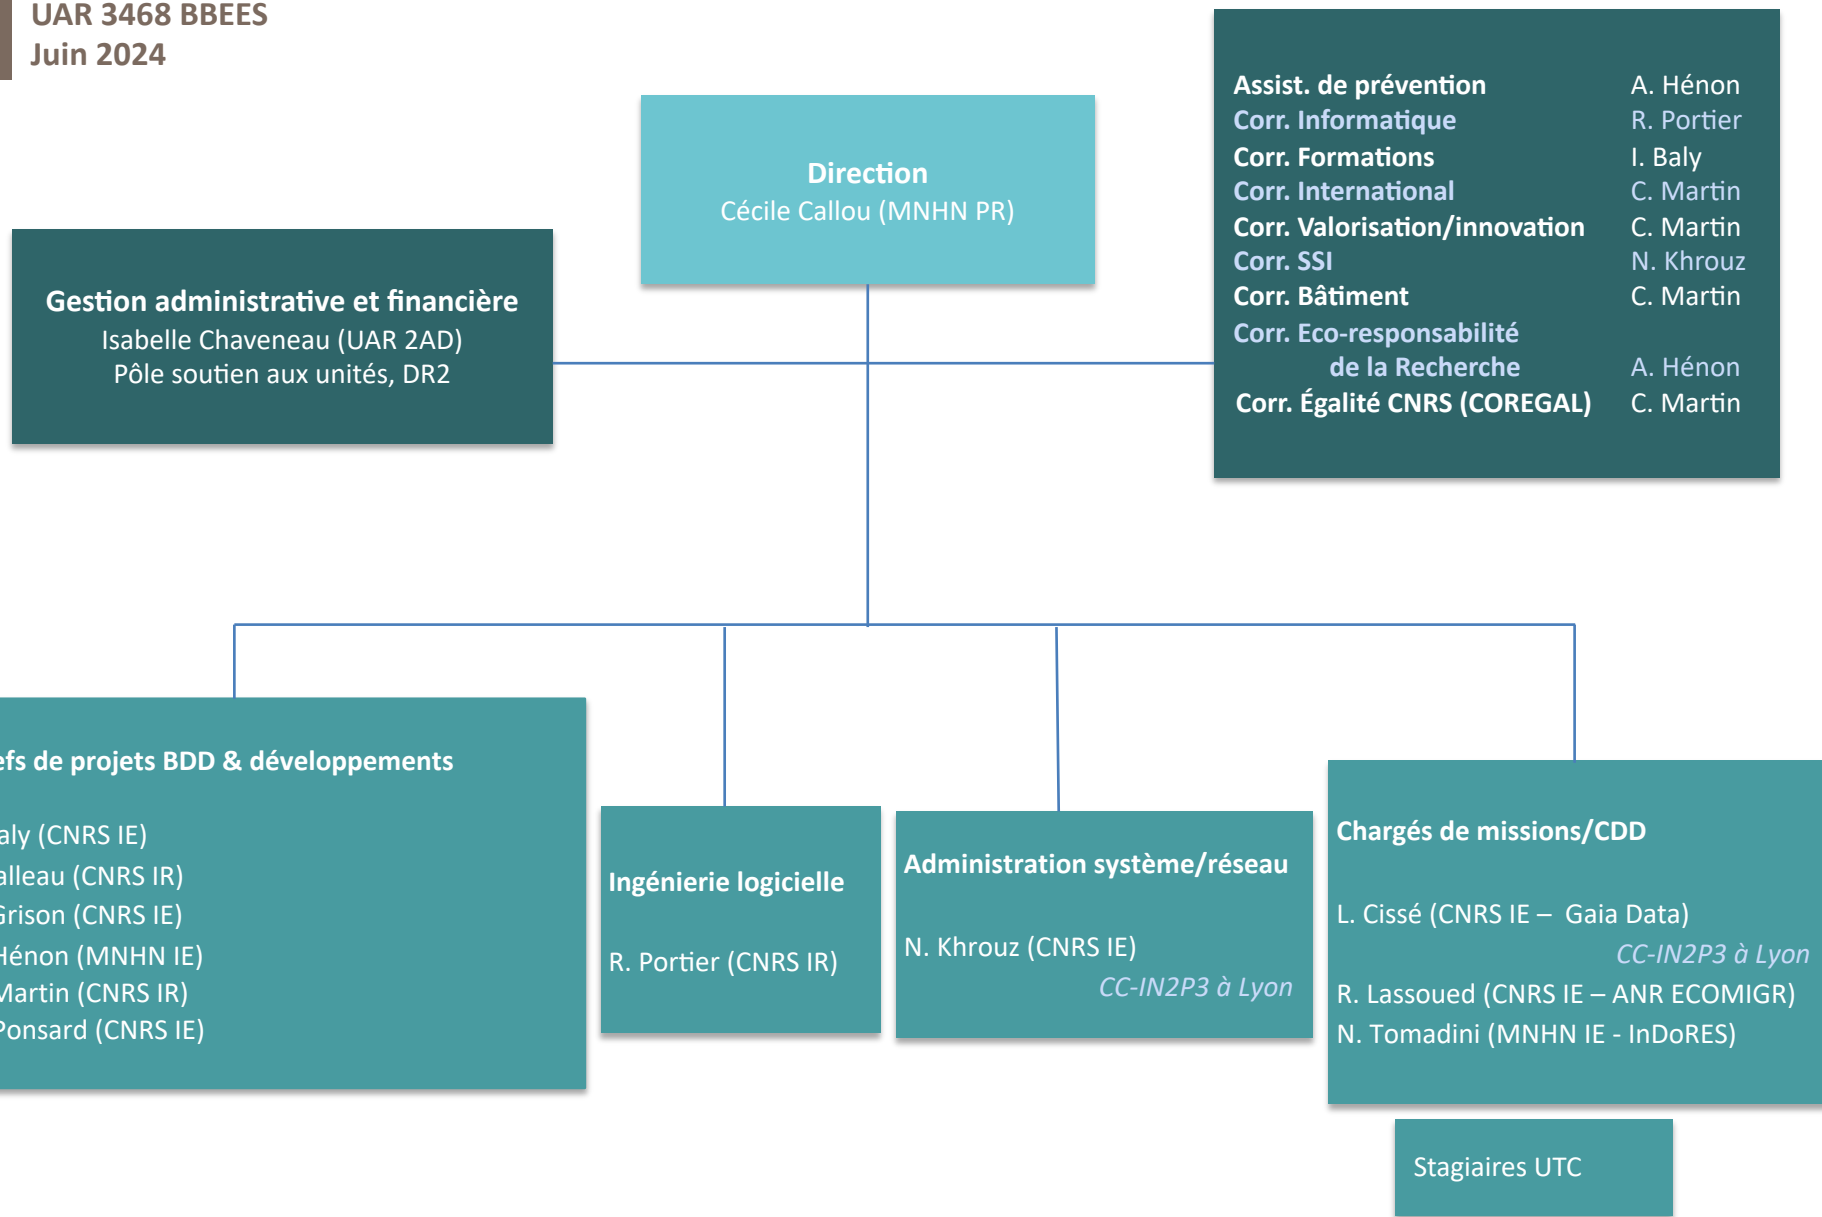 UAR 3468 BBEES
Juin 2024
Direction
Cécile Callou (MNHN PR)
Gestion administrative et financière
Isabelle Chaveneau (UAR 2AD)
Pôle soutien aux unités, DR2
Assist. de prévention A. Hénon
Corr. Informatique R. Portier
Corr. Formations I. Baly
Corr. International C. Martin
Corr. Valorisation/innovation C. Martin
Corr. SSI N. Khrouz
Corr. Bâtiment C. Martin
Corr. Eco-responsabilité
de la Recherche A. Hénon
Corr. Égalité CNRS (COREGAL) C. Martin
efs de projets BDD & développements
aly (CNRS IE)
alleau (CNRS IR)
Grison (CNRS IE)
Hénon (MNHN IE)
Martin (CNRS IR)
Ponsard (CNRS IE)
Ingénierie logicielle
R. Portier (CNRS IR)
Administration système/réseau
N. Khrouz (CNRS IE)
CC-IN2P3 à Lyon
Chargés de missions/CDD
L. Cissé (CNRS IE – Gaia Data)
CC-IN2P3 à Lyon
R. Lassoued (CNRS IE – ANR ECOMIGR)
N. Tomadini (MNHN IE - InDoRES)
Stagiaires UTC